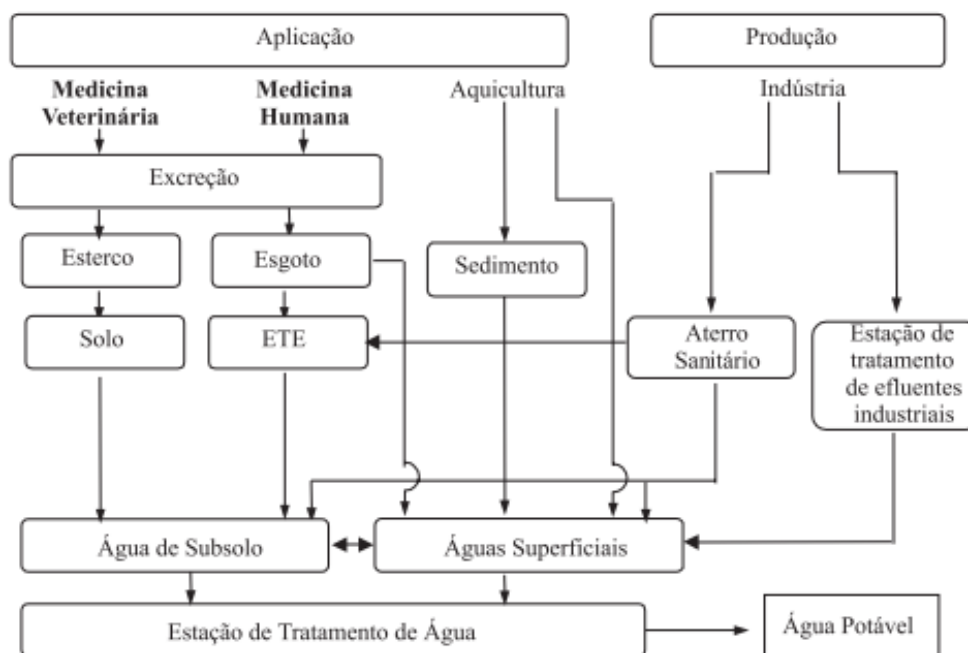 Aplicação
Produção
Medicina
Veterinária
Medicina
Humana
Aquicultura
Indústria
Excreção
Esterco
Esgoto
Sedimento
Solo
ETE
Aterro
Sanitário
Estação de
tratamento
de efluentes
industriais
Água de Subsolo
Águas Superficiais
Estação de Tratamento de Água
Água Potável